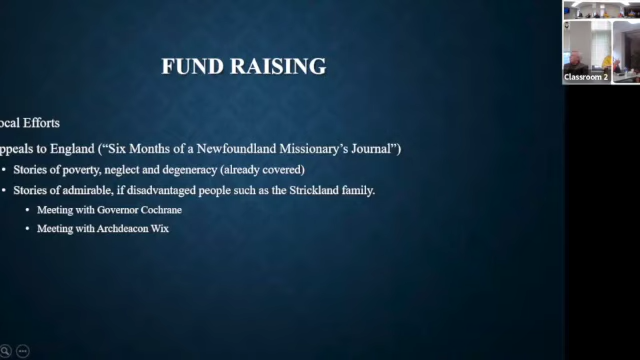 FUND RAISING
ocal Efforts
ppeals to England (“Six Months of a Newfoundland Missionary’s Journal”)
• Stories of poverty, neglect and degeneracy (already covered)
• Stories of admirable, if disadvantaged people such as the Strickland family.
• Meeting with Governor Cochrane
• Meeting with Archdeacon Wix
Classroom 2